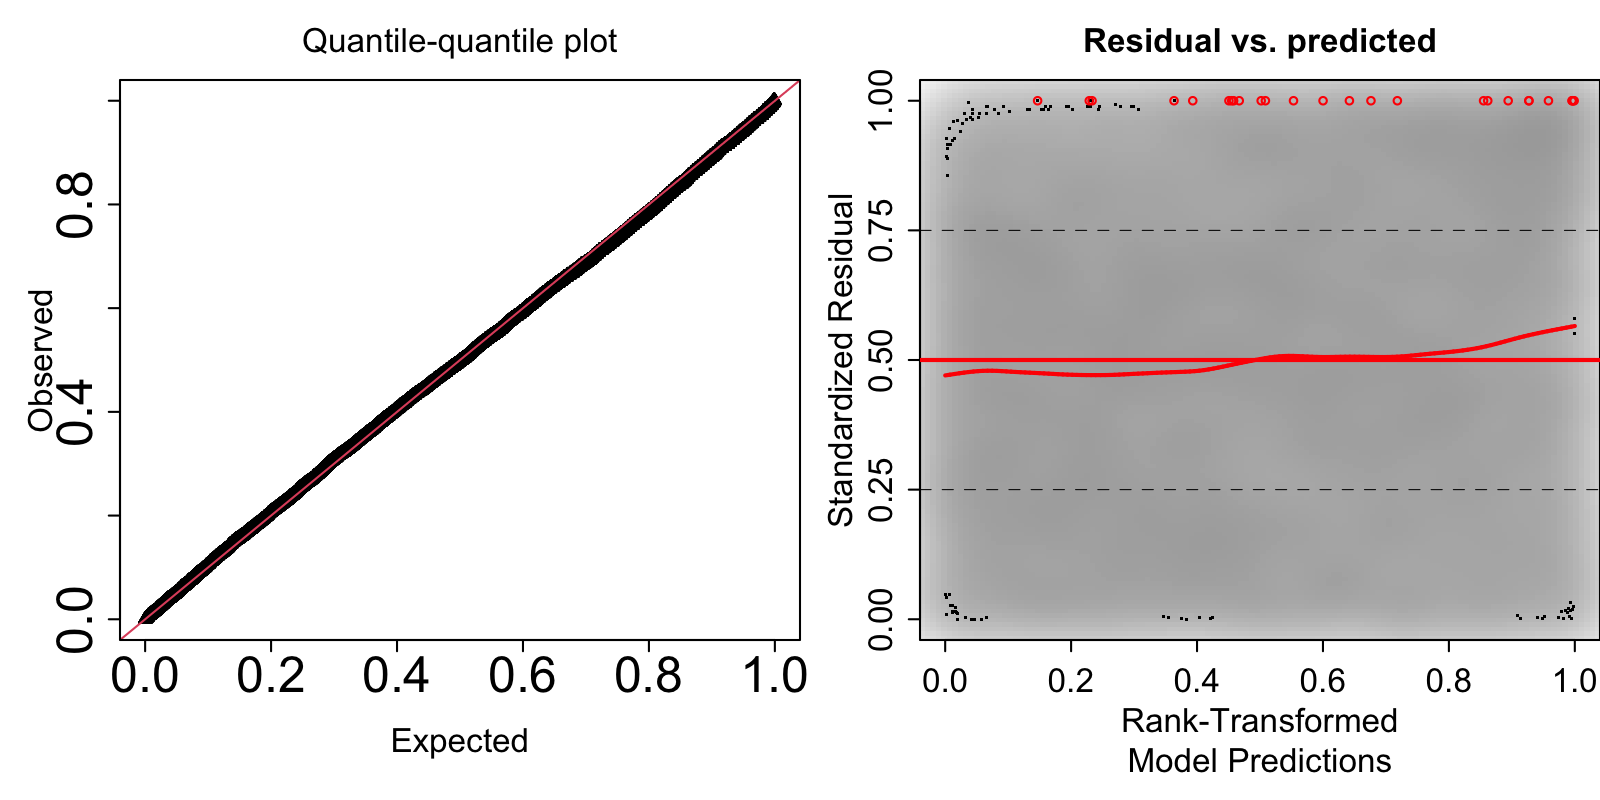 Quantile-quantile plot
Observed
0.0 0.4 0.8
0.0 0.2 0.4 0.6 0.8 1.0
Expected
Residual vs. predicted
Standardized Residual
0.00 0.25 0.50 0.75 1.00
0.0 0.2 0.4 0.6 0.8 1.0
Rank-Transformed
Model Predictions